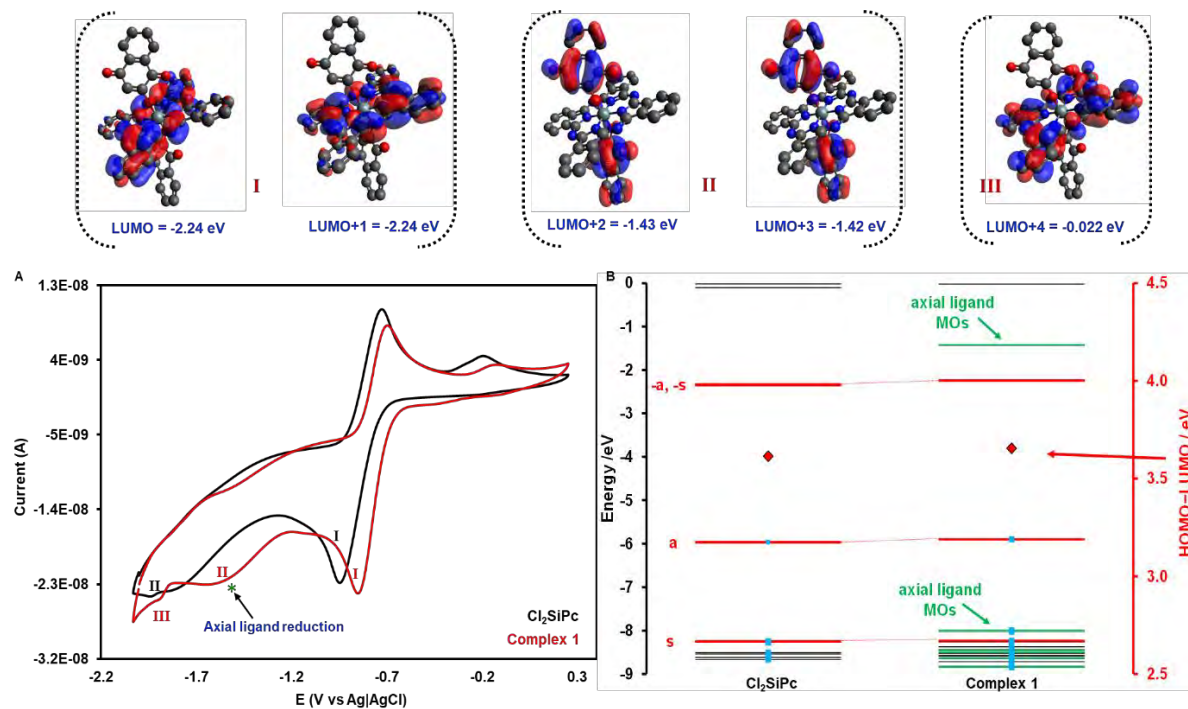 I
II
III
LUMO = -2.24 eV
LUMO+1 = -2.24 eV
LUMO+2 = -1.43 eV
LUMO+3 = -1.42 eV
LUMO+4 = -0.022 eV
A
1.3E-08
4E-09
-5E-09
-1.4E-08
-2.3E-08
-3.2E-08
Current (A)
I
I
II
II
III
*
Axial ligand reduction
Cl₂SiPc
Complex 1
-2.2
-1.7
-1.2
-0.7
-0.2
0.3
E (V vs Ag|AgCl)
B
0
-1
-2
-3
-4
-5
-6
-7
-8
-9
Energy /eV
axial ligand
MOs
-a, -s
a
axial ligand
MOs
s
Cl₂SiPc
Complex 1
4.5
4.0
3.5
3.0
2.5
HOMO−LUMO / eV